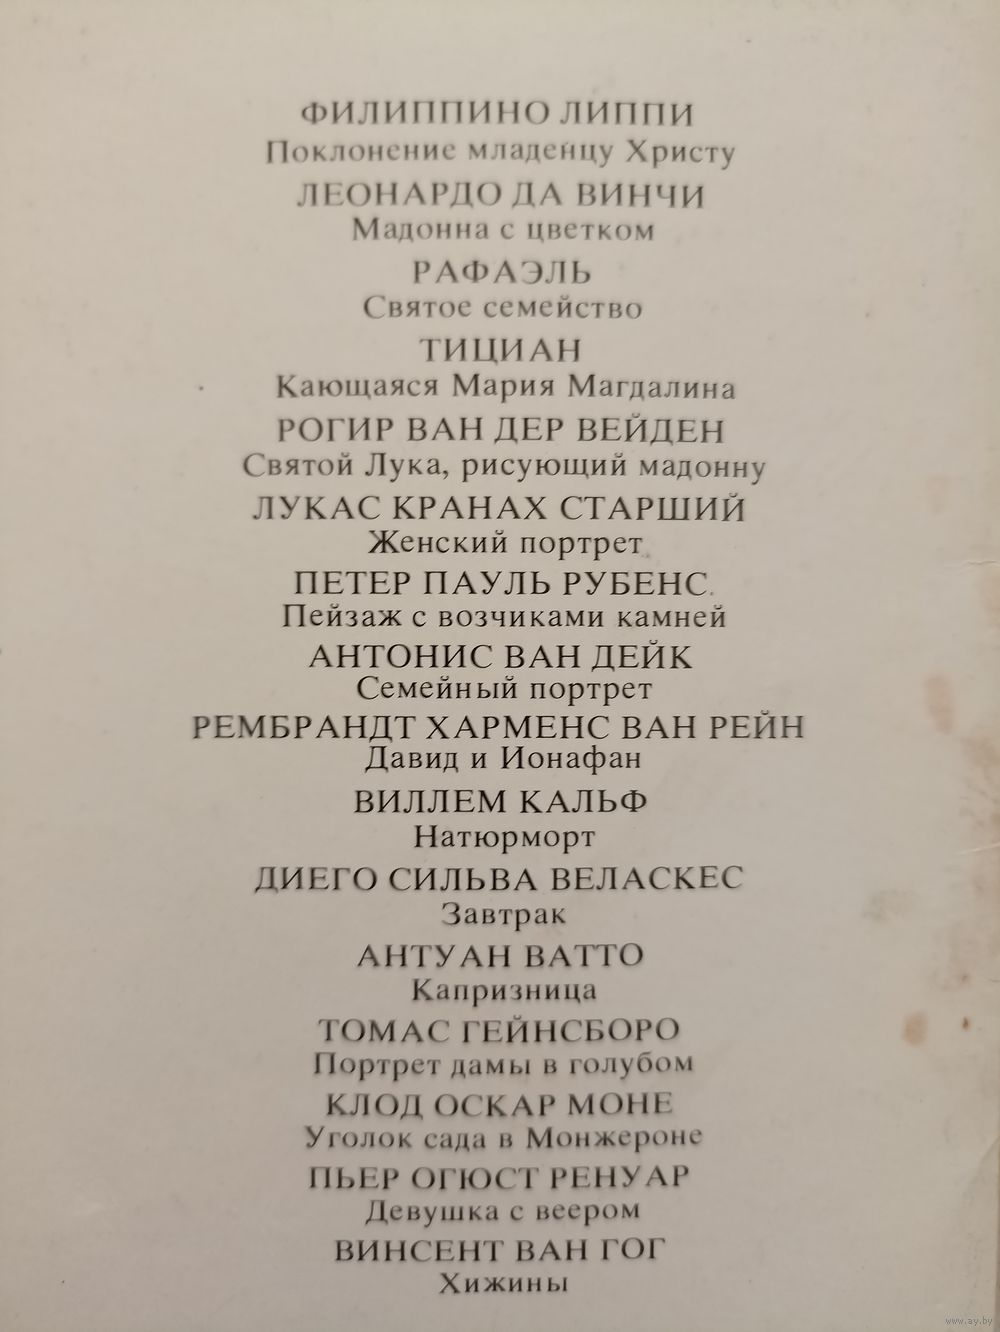 ФИЛИППИНО ЛИППИ
Поклонение младенцу Христу
ЛЕОНАРДО ДА ВИНЧИ
Мадонна с цветком
РАФАЭЛЬ
Святое семейство
ТИЦИАН
Кающаяся Мария Магдалина
РОГИР ВАН ДЕР ВЕЙДЕН
Святой Лука, рисующий мадонну
ЛУКАС КРАНАХ СТАРШИЙ
Женский портрет
ПЕТЕР ПАУЛЬ РУБЕНС
Пейзаж с возчиками камней
АНТОНИС ВАН ДЕЙК
Семейный портрет
РЕМБРАНДТ ХАРМЕНС ВАН РЕЙН
Давид и Ионафан
ВИЛЛЕМ КАЛЬФ
Натюрморт
ДИЕГО СИЛЬВА ВЕЛАСКЕС
Завтрак
АНТУАН ВАТТО
Капризница
ТОМАС ГЕЙНСБОРО
Портрет дамы в голубом
КЛОД ОСКАР МОНЕ
Уголок сада в Монжероне
ПЬЕР ОГЮСТ РЕНУАР
Девушка с веером
ВИНСЕНТ ВАН ГОГ
Хижины
www.ay.by